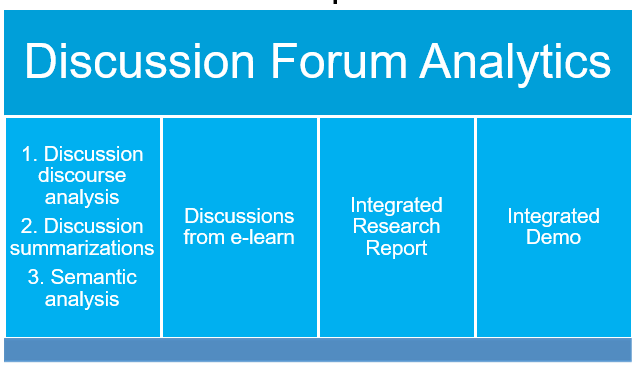 Discussion Forum Analytics
1. Discussion
discourse
analysis
2. Discussion
summarizations
3. Semantic
analysis
Discussions
from e-learn
Integrated
Research
Report
Integrated
Demo